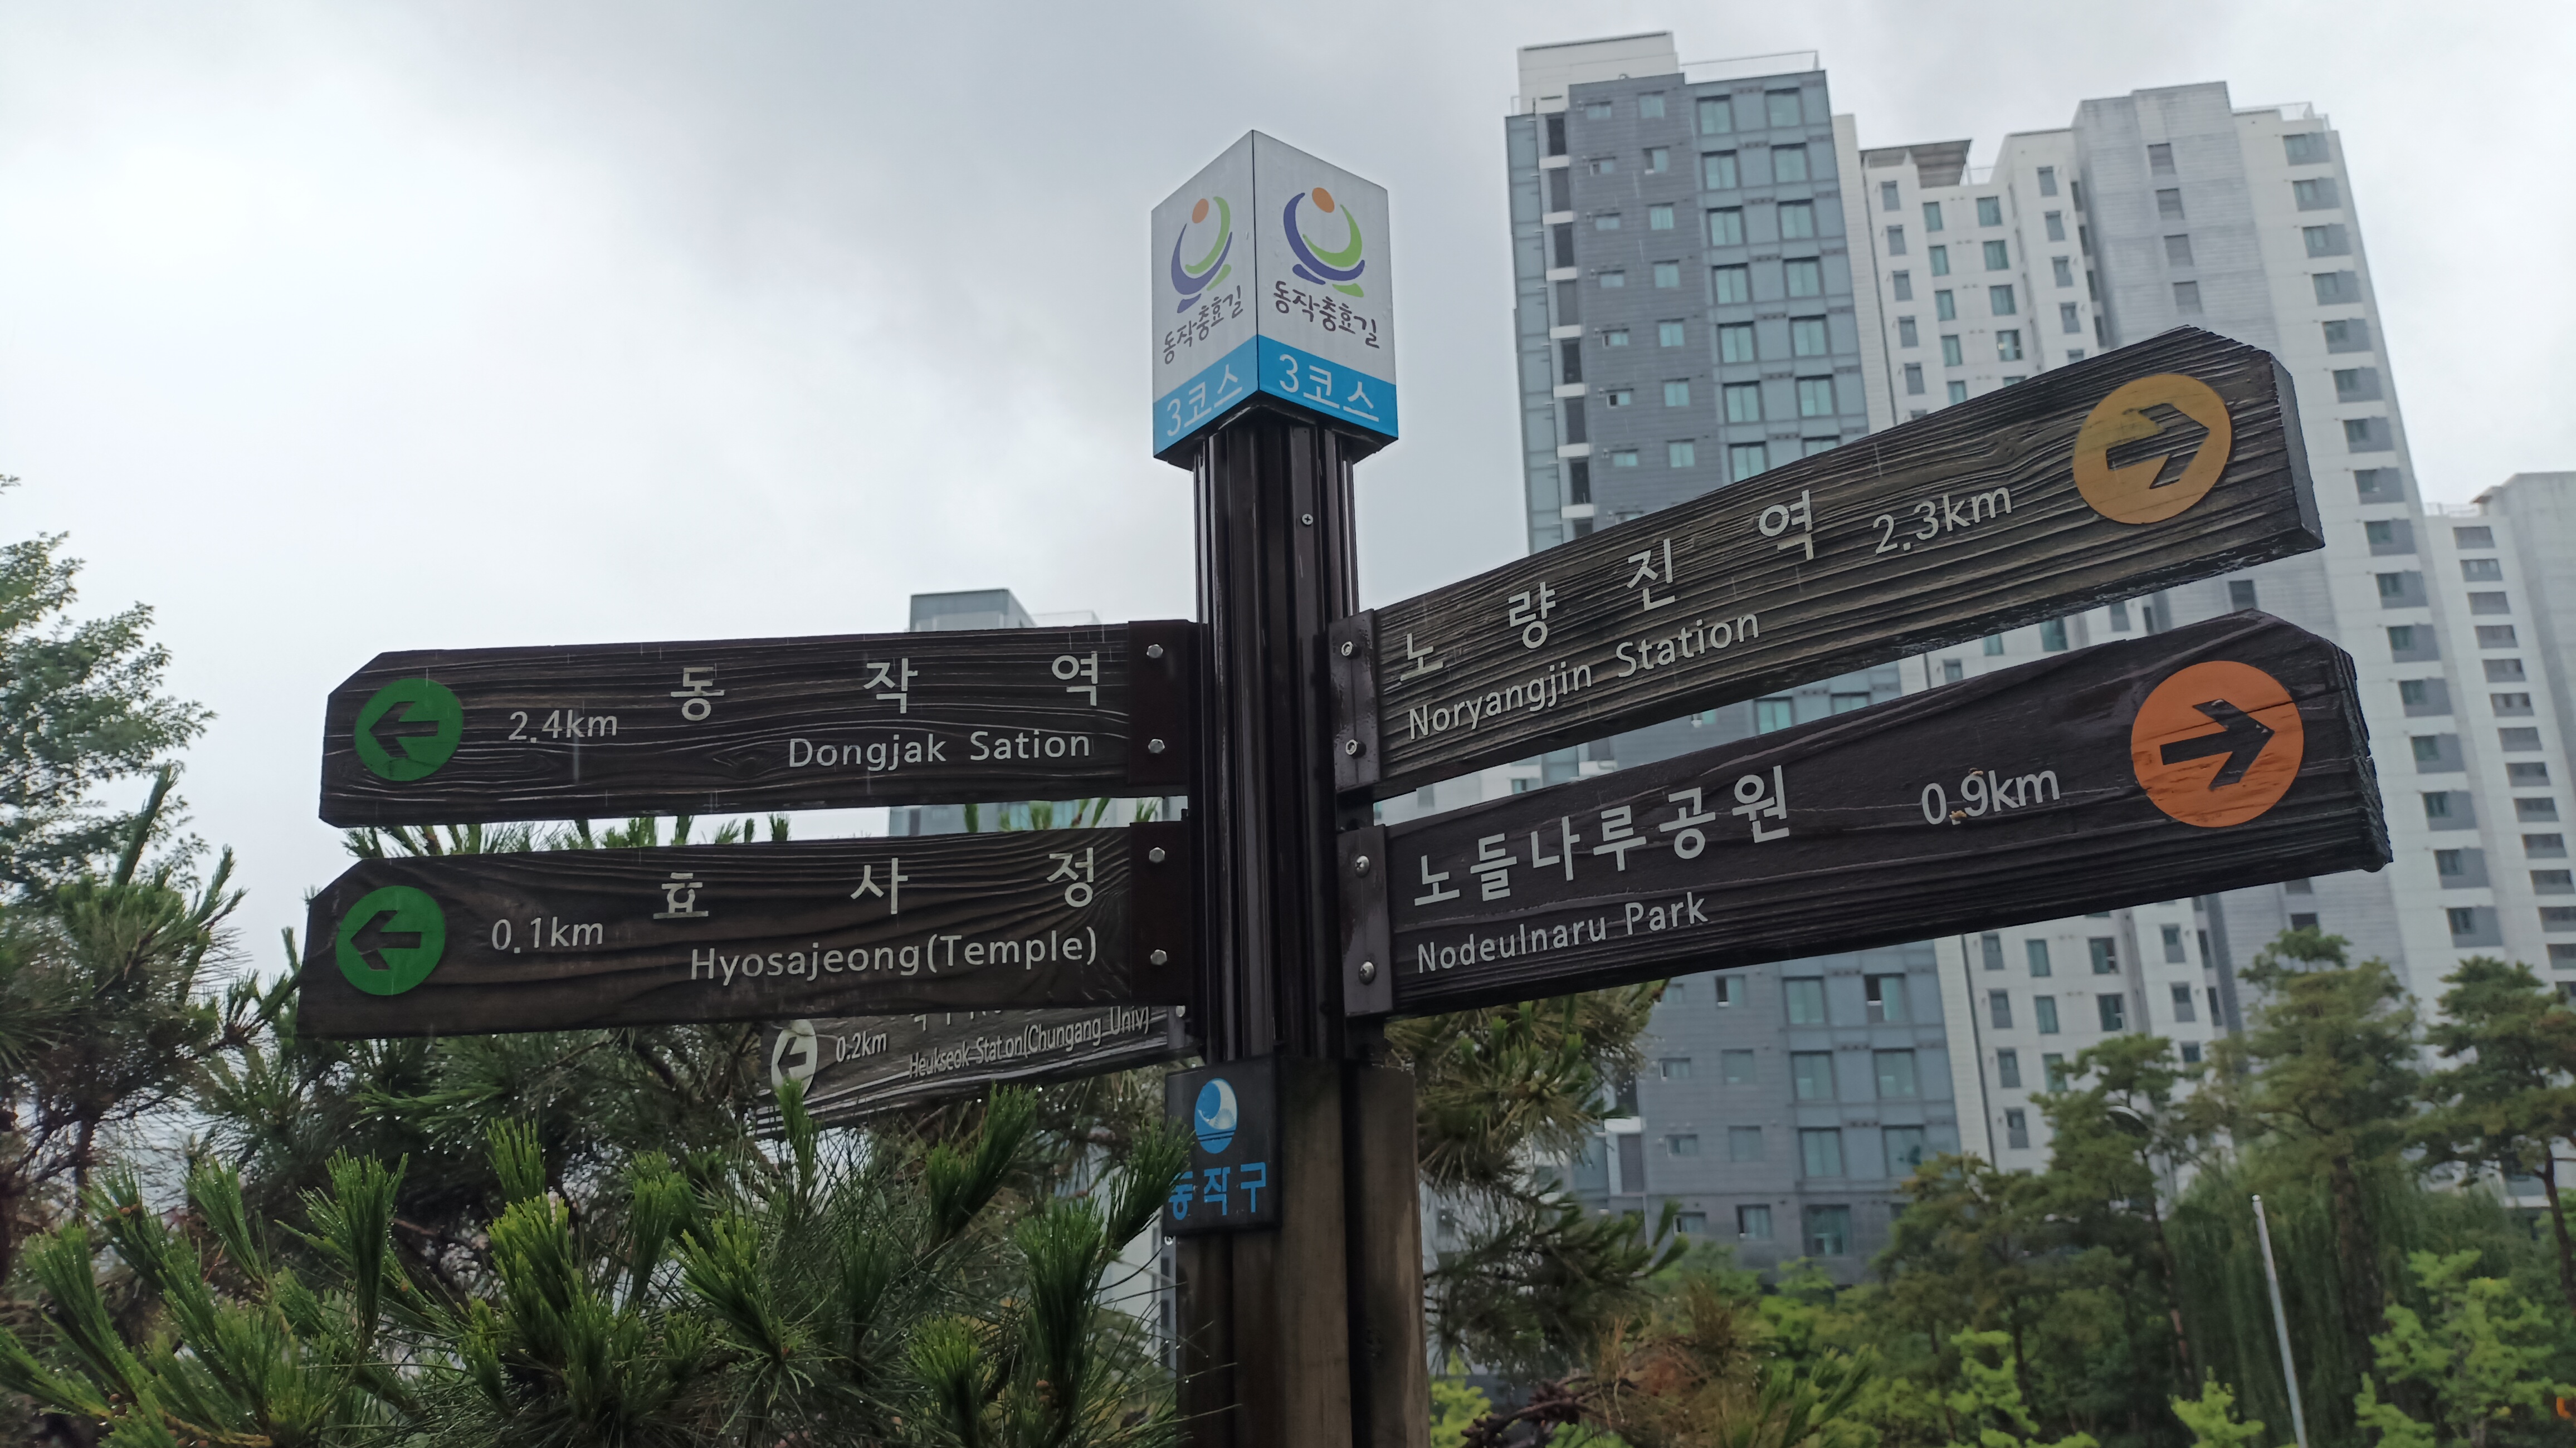 동작충효길
3코스
동작충효길
3코스
2.4km 동작역
Dongjak Sation
0.1km 효사정
Hyosajeong(Temple)
0.2km
Heukseok Stat on(Chungang Univ)
노량진역 2.3km
Noryangjin Station
노들나루공원 0.9km
Nodeulnaru Park
동작구